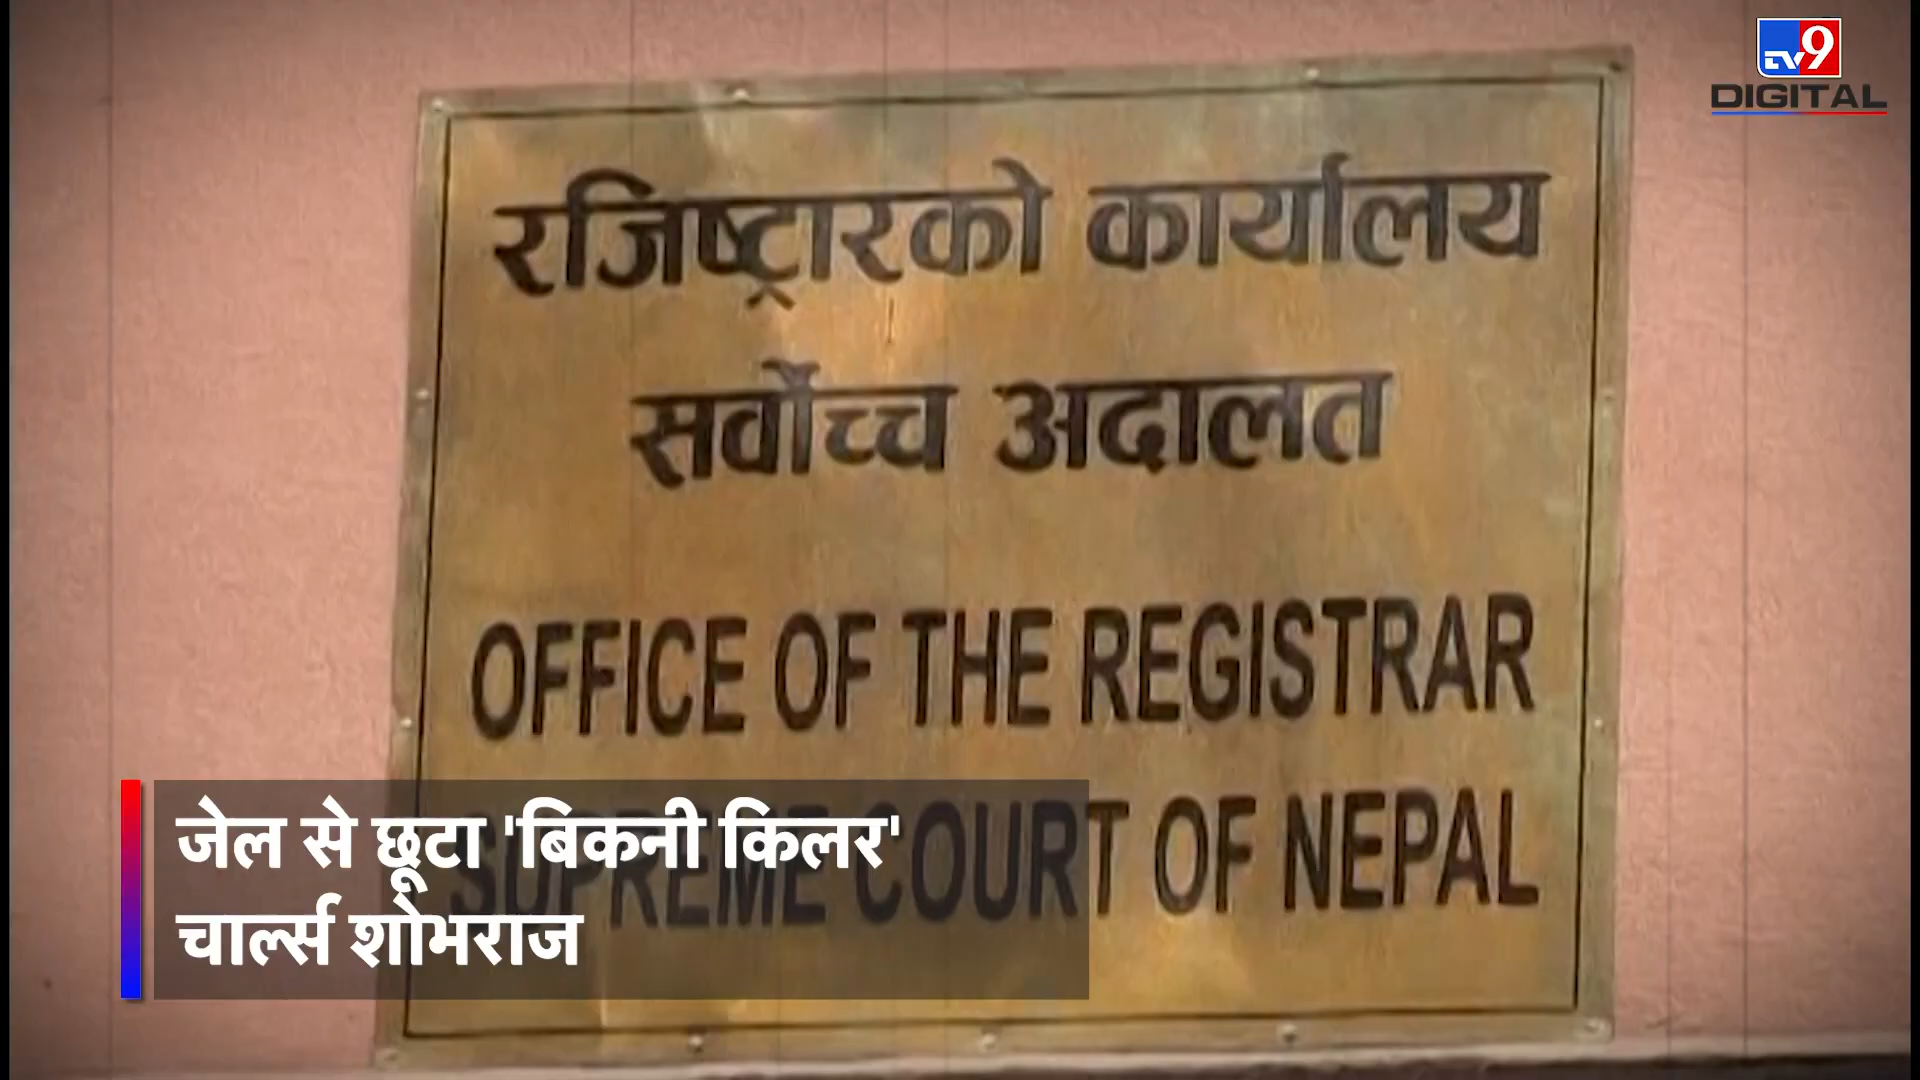 TV9
DIGITAL
रजिष्ट्रारको कार्यालय
सर्वोच्च अदालत
OFFICE OF THE REGISTRAR
SUPREME COURT OF NEPAL
जेल से छूटा 'बिकनी किलर'
चार्ल्स शोभराज